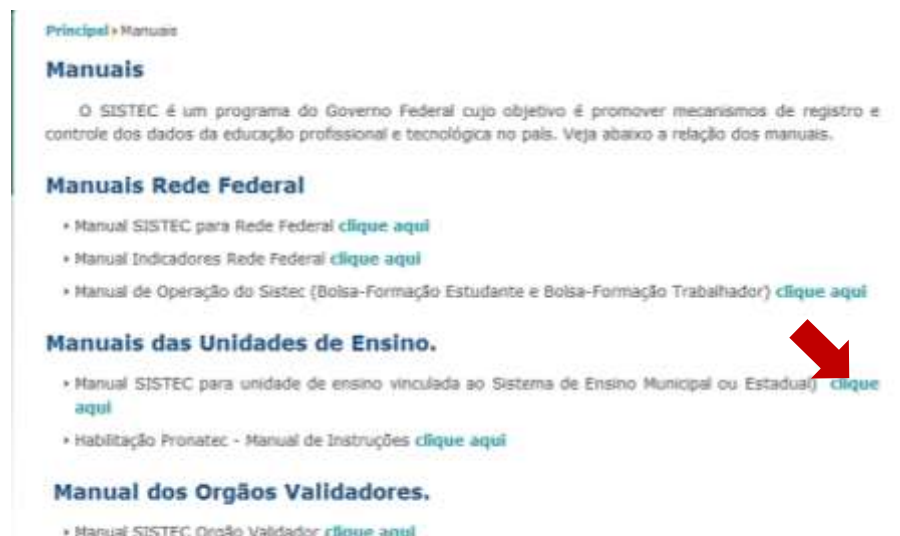 Principal▸Manuais
Manuais
O SISTEC é um programa do Governo Federal cujo objetivo é promover mecanismos de registro e
controle dos dados da educação profissional e tecnológica no país. Veja abaixo a relação dos manuais.
Manuais Rede Federal
▸ Manual SISTEC para Rede Federal clique aqui
▸ Manual Indicadores Rede Federal clique aqui
▸ Manual de Operação do Sistec (Bolsa-Formação Estudante e Bolsa-Formação Trabalhador) clique aqui
Manuais das Unidades de Ensino.
▸ Manual SISTEC para unidade de ensino vinculada ao Sistema de Ensino Municipal ou Estadual) clique
aqui
▸ Habilitação Pronatec - Manual de Instruções clique aqui
Manual dos Orgãos Validadores.
▸ Manual SISTEC Orgão Validador clique aqui